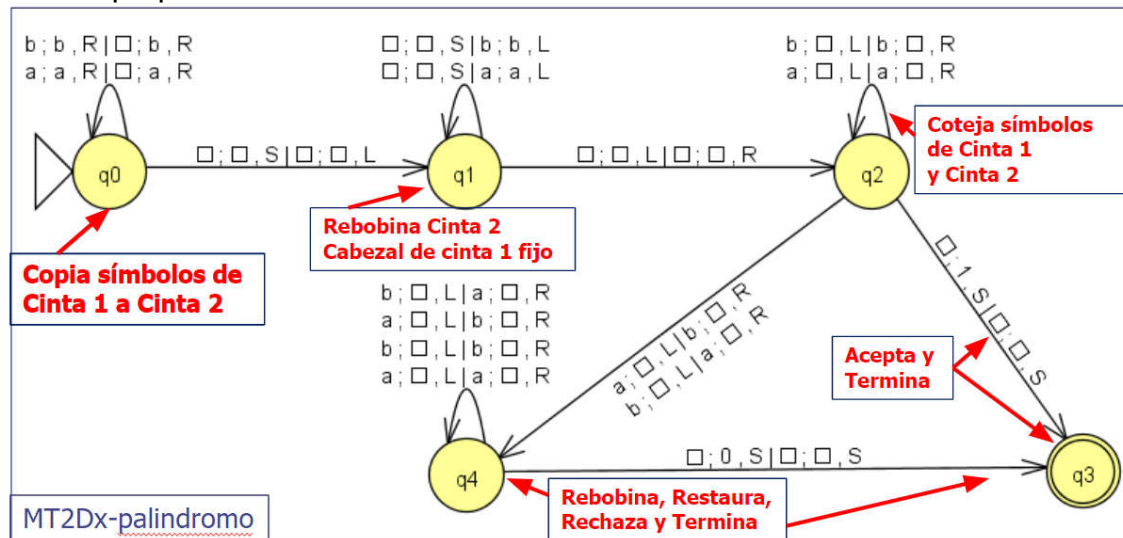 b ; b , R | □ ; b , R
a ; a , R | □ ; a , R
□ ; □ , S | b ; b , L
□ ; □ , S | a ; a , L
b ; □ , L | b ; □ , R
a ; □ , L | a ; □ , R
Coteja símbolos
de Cinta 1
y Cinta 2
q0
□ ; □ , S | □ ; □ , L
q1
□ ; □ , L | □ ; □ , R
q2
Rebobina Cinta 2
Cabezal de cinta 1 fijo
Copia símbolos de
Cinta 1 a Cinta 2
b ; □ , L | a ; □ , R
a ; □ , L | b ; □ , R
b ; □ , L | b ; □ , R
a ; □ , L | a ; □ , R
a ; □ , L | b ; □ , R
b ; □ , L | a ; □ , R
□ ; 1 , S | □ ; □ , S
Acepta y
Termina
q4
□ ; 0 , S | □ ; □ , S
q3
Rebobina, Restaura,
Rechaza y Termina
MT2Dx-palindromo